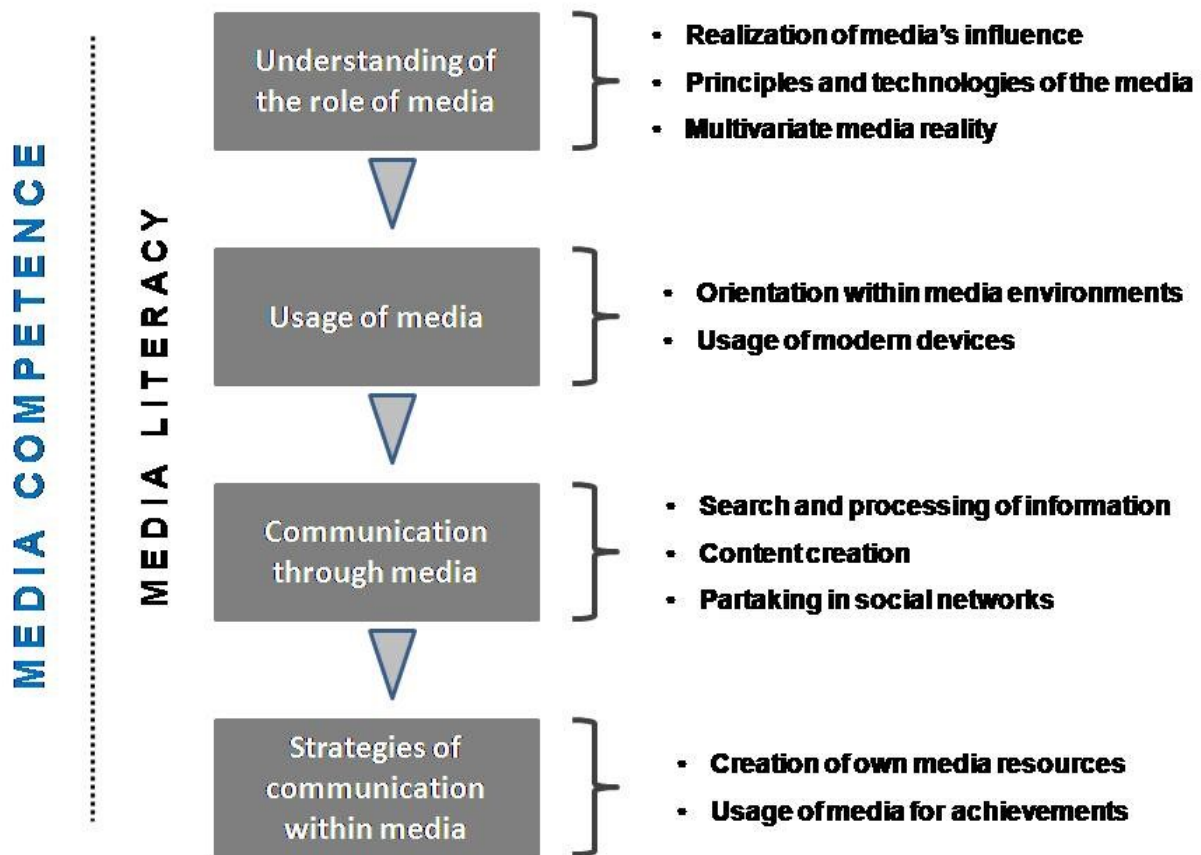 MEDIA COMPETENCE
MEDIA LITERACY
Understanding of
the role of media
• Realization of media's influence
• Principles and technologies of the media
• Multivariate media reality
Usage of media
• Orientation within media environments
• Usage of modern devices
Communication
through media
• Search and processing of information
• Content creation
• Partaking in social networks
Strategies of
communication
within media
• Creation of own media resources
• Usage of media for achievements